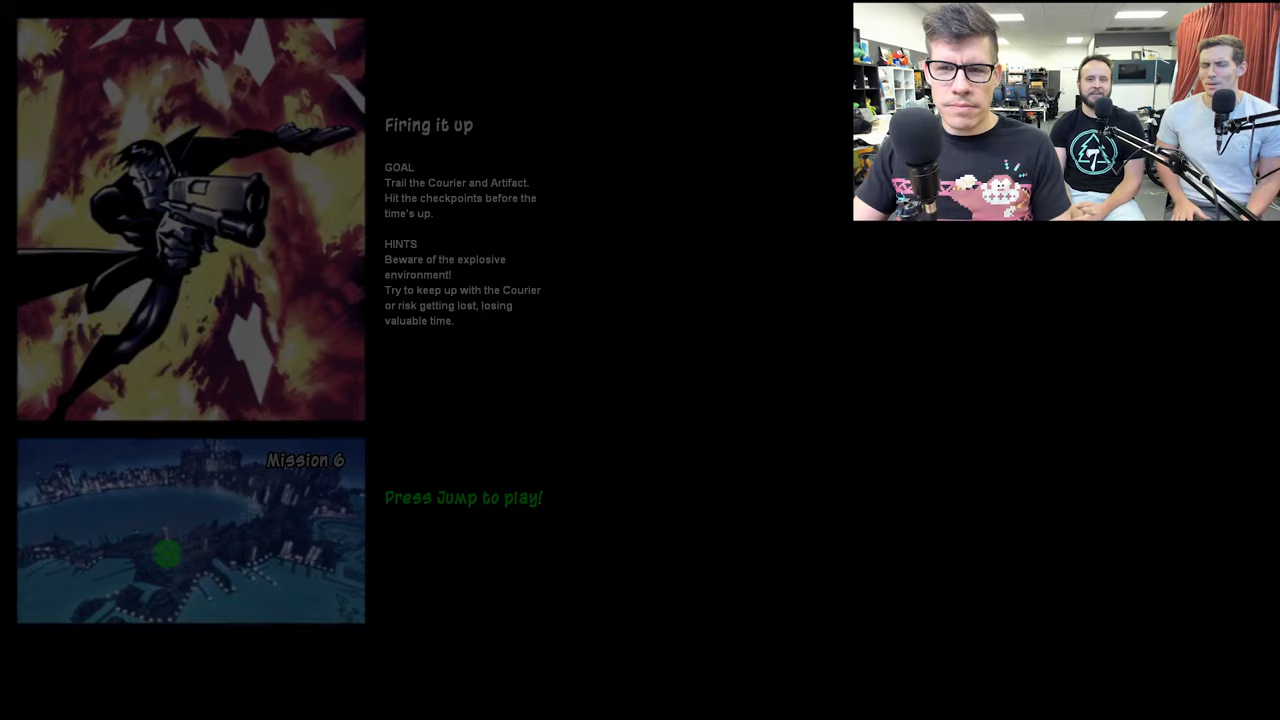 Firing it up
GOAL
Trail the Courier and Artifact.
Hit the checkpoints before the
time's up.
HINTS
Beware of the explosive
environment!
Try to keep up with the Courier
or risk getting lost, losing
valuable time.
Mission 6
Press Jump to play!